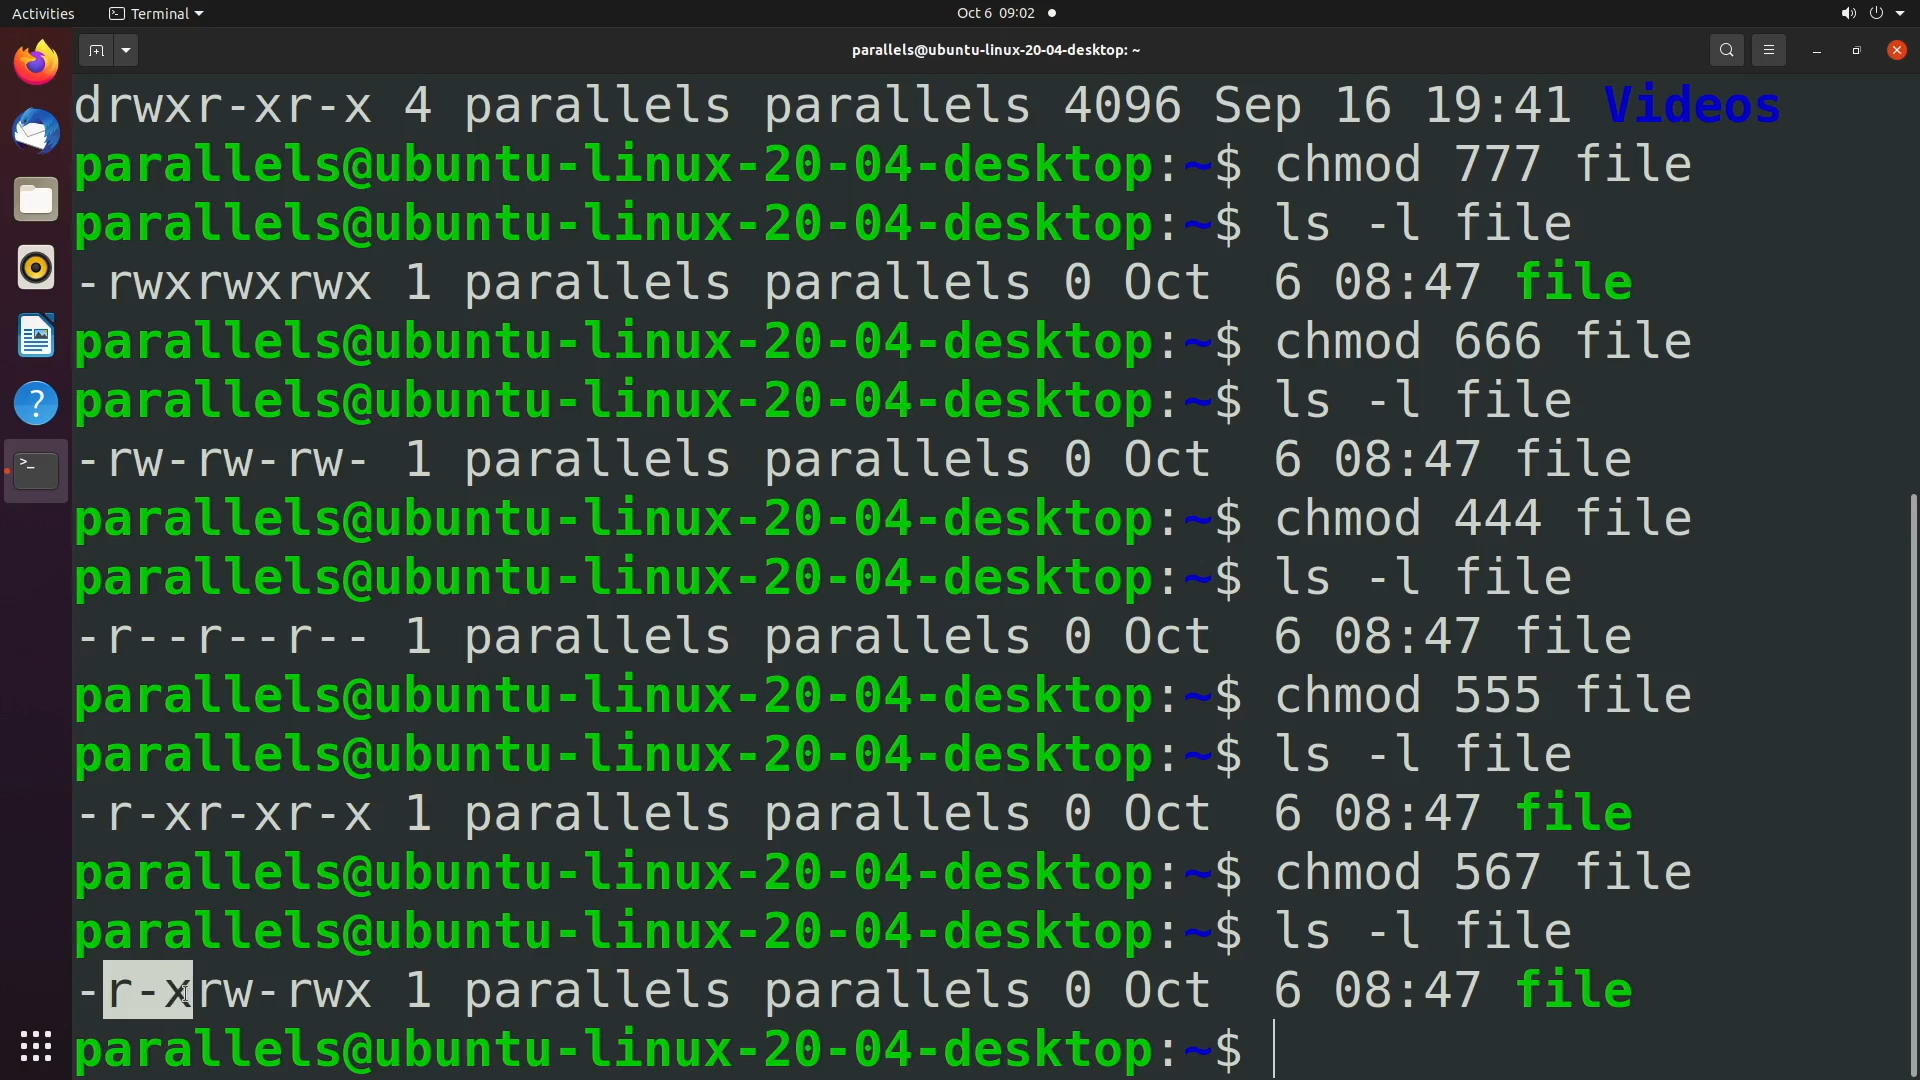 Activities Terminal Oct 6 09:02
parallels@ubuntu-linux-20-04-desktop: ~
drwxr-xr-x 4 parallels parallels 4096 Sep 16 19:41 Videos
parallels@ubuntu-linux-20-04-desktop:~$ chmod 777 file
parallels@ubuntu-linux-20-04-desktop:~$ ls -l file
-rwxrwxrwx 1 parallels parallels 0 Oct  6 08:47 file
parallels@ubuntu-linux-20-04-desktop:~$ chmod 666 file
parallels@ubuntu-linux-20-04-desktop:~$ ls -l file
-rw-rw-rw- 1 parallels parallels 0 Oct  6 08:47 file
parallels@ubuntu-linux-20-04-desktop:~$ chmod 444 file
parallels@ubuntu-linux-20-04-desktop:~$ ls -l file
-r--r--r-- 1 parallels parallels 0 Oct  6 08:47 file
parallels@ubuntu-linux-20-04-desktop:~$ chmod 555 file
parallels@ubuntu-linux-20-04-desktop:~$ ls -l file
-r-xr-xr-x 1 parallels parallels 0 Oct  6 08:47 file
parallels@ubuntu-linux-20-04-desktop:~$ chmod 567 file
parallels@ubuntu-linux-20-04-desktop:~$ ls -l file
-r-xrw-rwx 1 parallels parallels 0 Oct  6 08:47 file
parallels@ubuntu-linux-20-04-desktop:~$